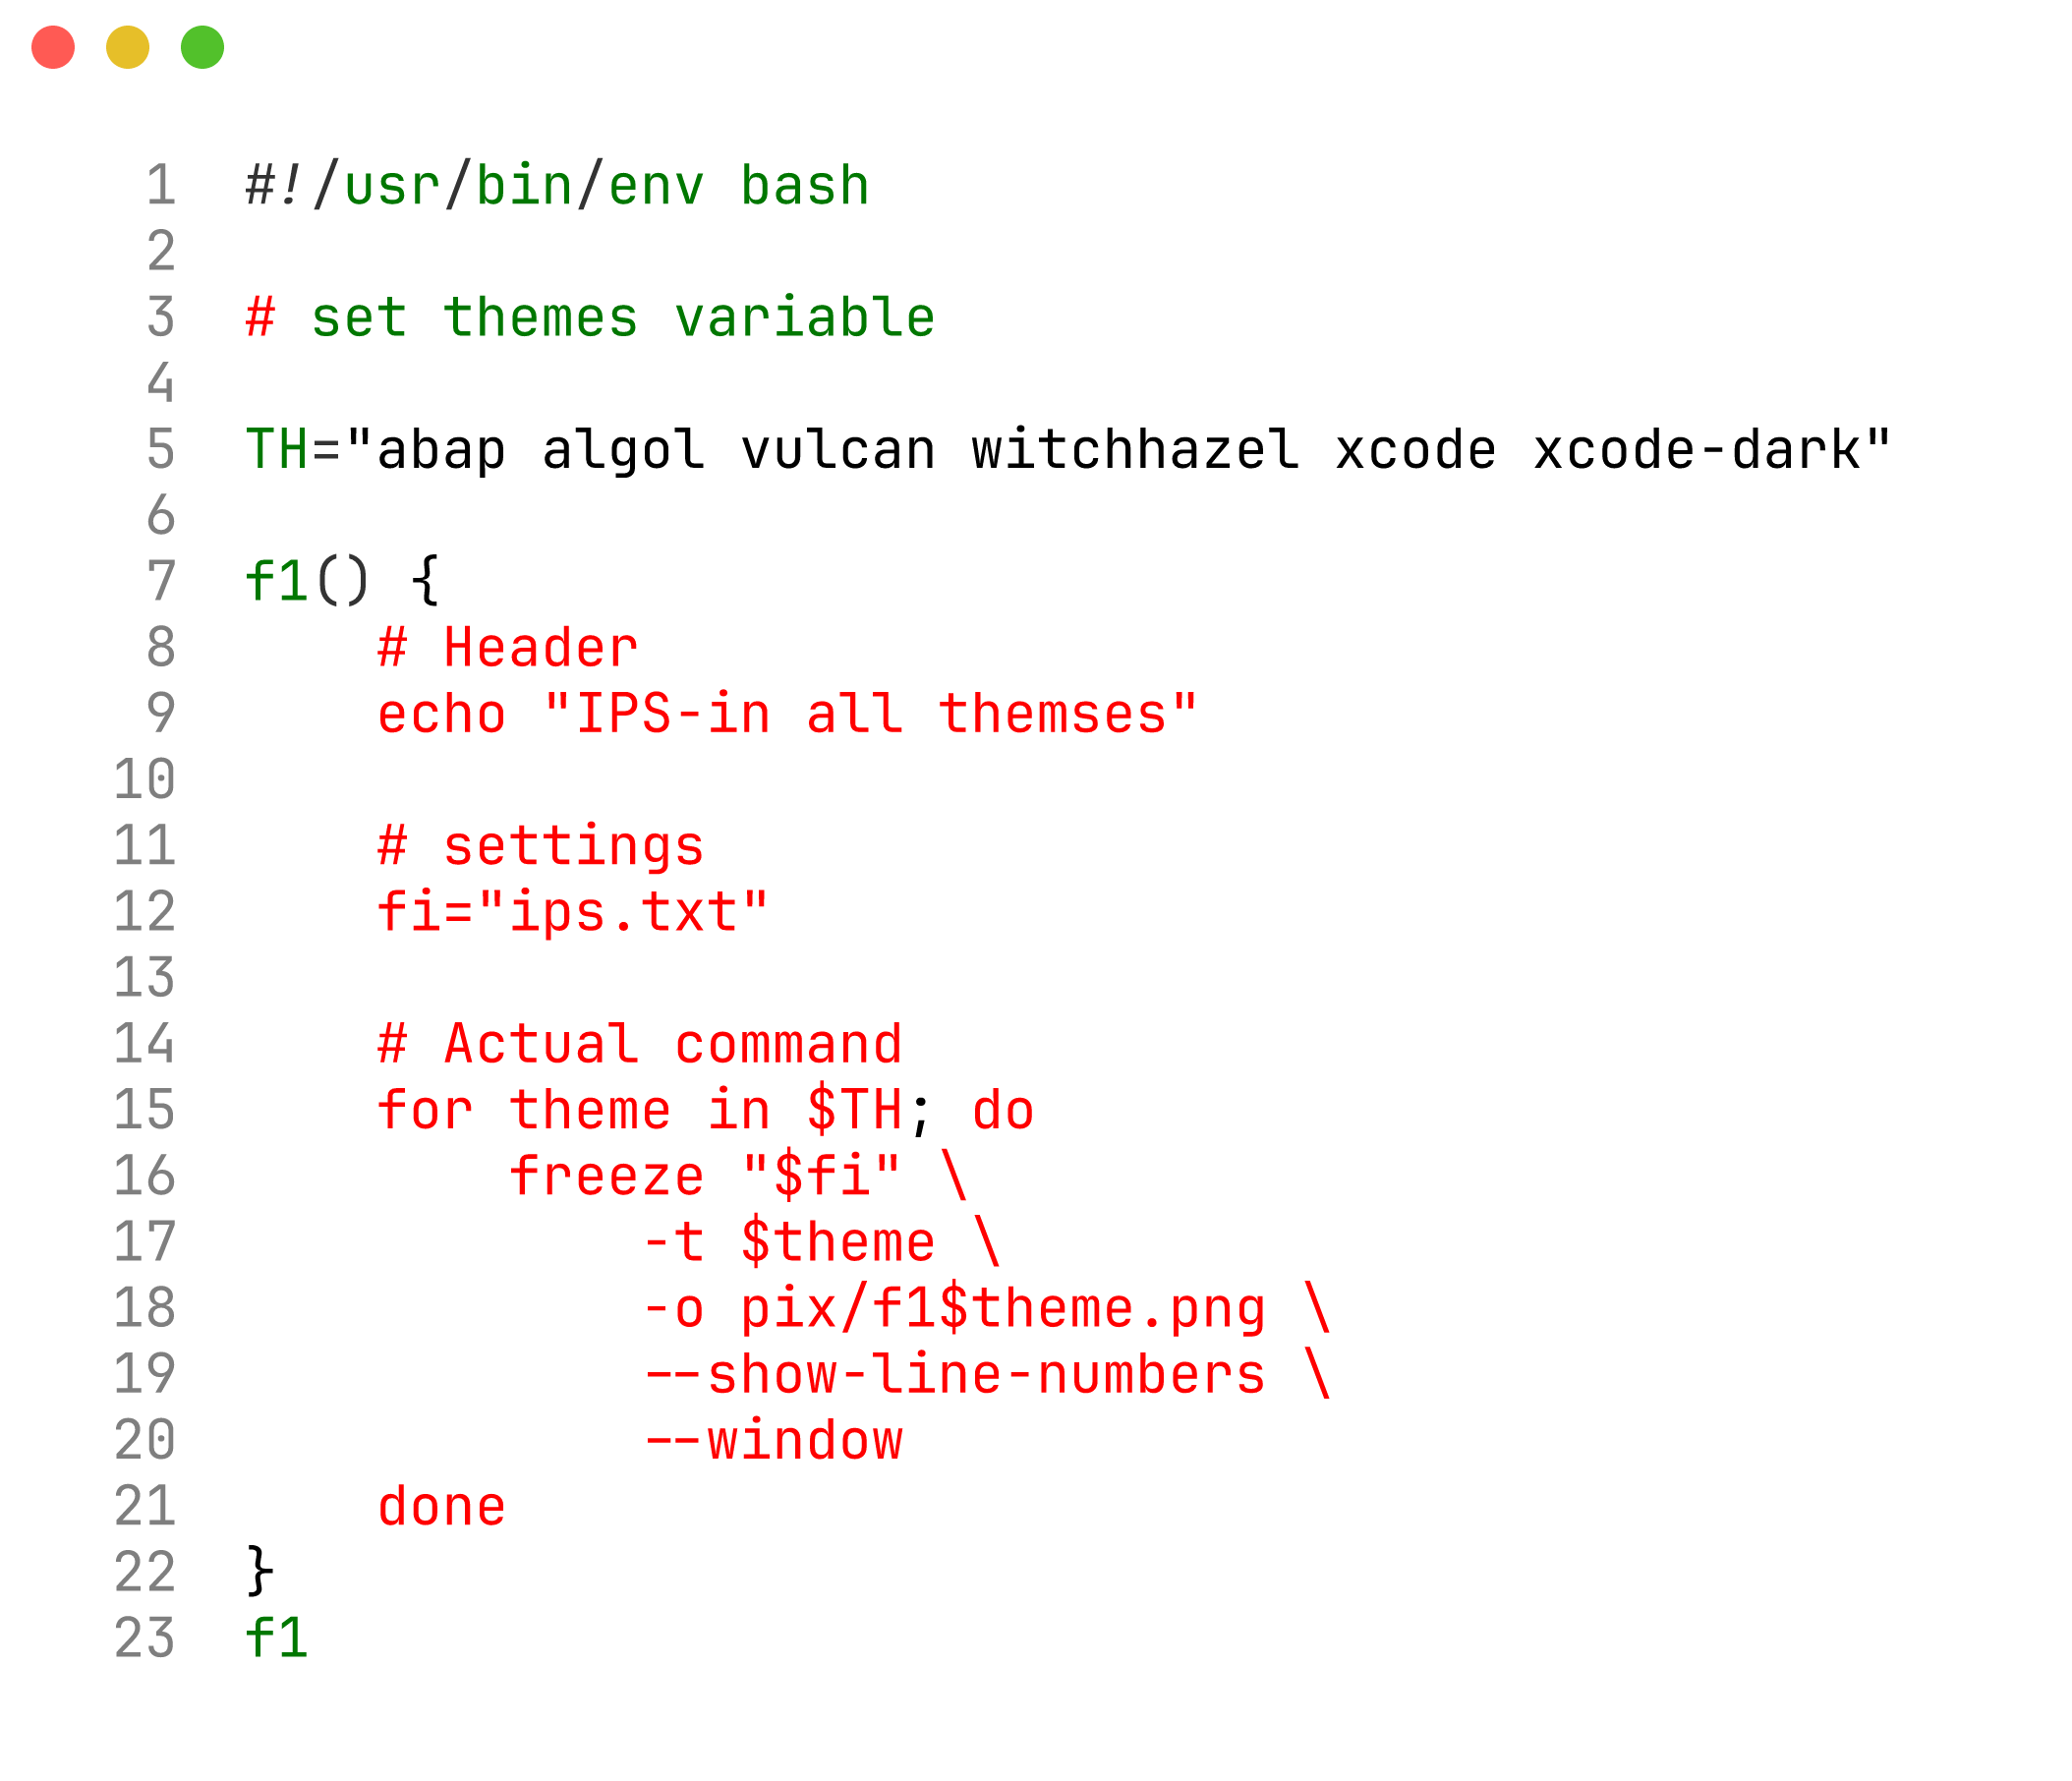 1 #!/usr/bin/env bash
2
3 # set themes variable
4
5 TH="abap algol vulcan witchhazel xcode xcode-dark"
6
7 f1() {
8     # Header
9     echo "IPS-in all themses"
10
11     # settings
12     fi="ips.txt"
13
14     # Actual command
15     for theme in $TH; do
16         freeze "$fi" \
17             -t $theme \
18             -o pix/f1$theme.png \
19             --show-line-numbers \
20             --window
21     done
22 }
23 f1